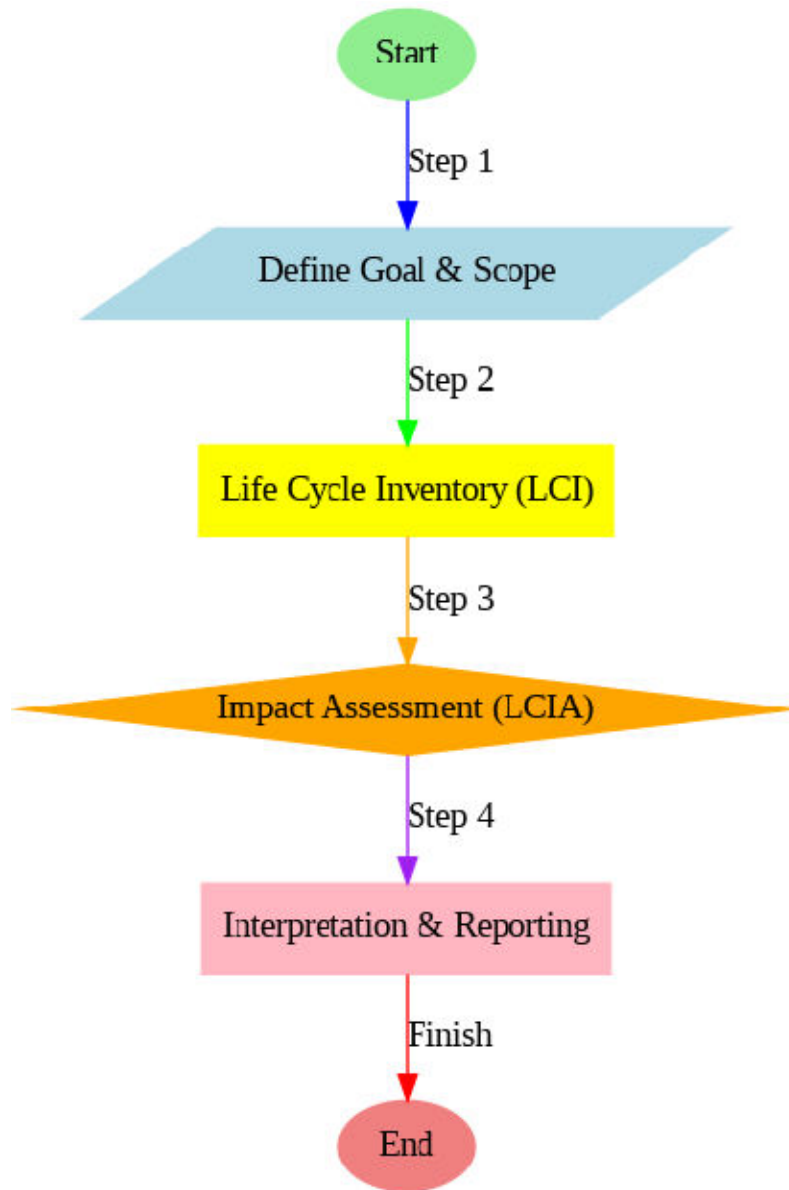 Start
Step 1
Define Goal & Scope
Step 2
Life Cycle Inventory (LCI)
Step 3
Impact Assessment (LCIA)
Step 4
Interpretation & Reporting
Finish
End